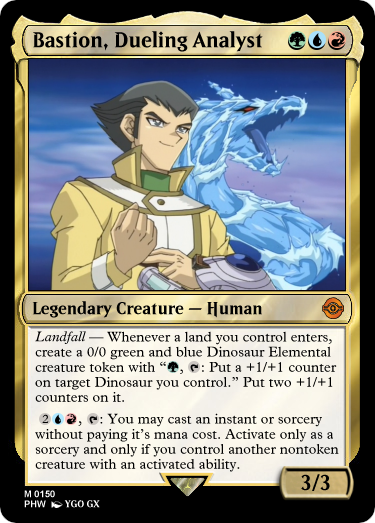 Bastion, Dueling Analyst
Legendary Creature — Human
Landfall — Whenever a land you control enters,
create a 0/0 green and blue Dinosaur Elemental
creature token with “, : Put a +1/+1 counter
on target Dinosaur you control.” Put two +1/+1
counters on it.
2, : You may cast an instant or sorcery
without paying it's mana cost. Activate only as a
sorcery and only if you control another nontoken
creature with an activated ability.
3/3
M 0150
PHW YGO GX